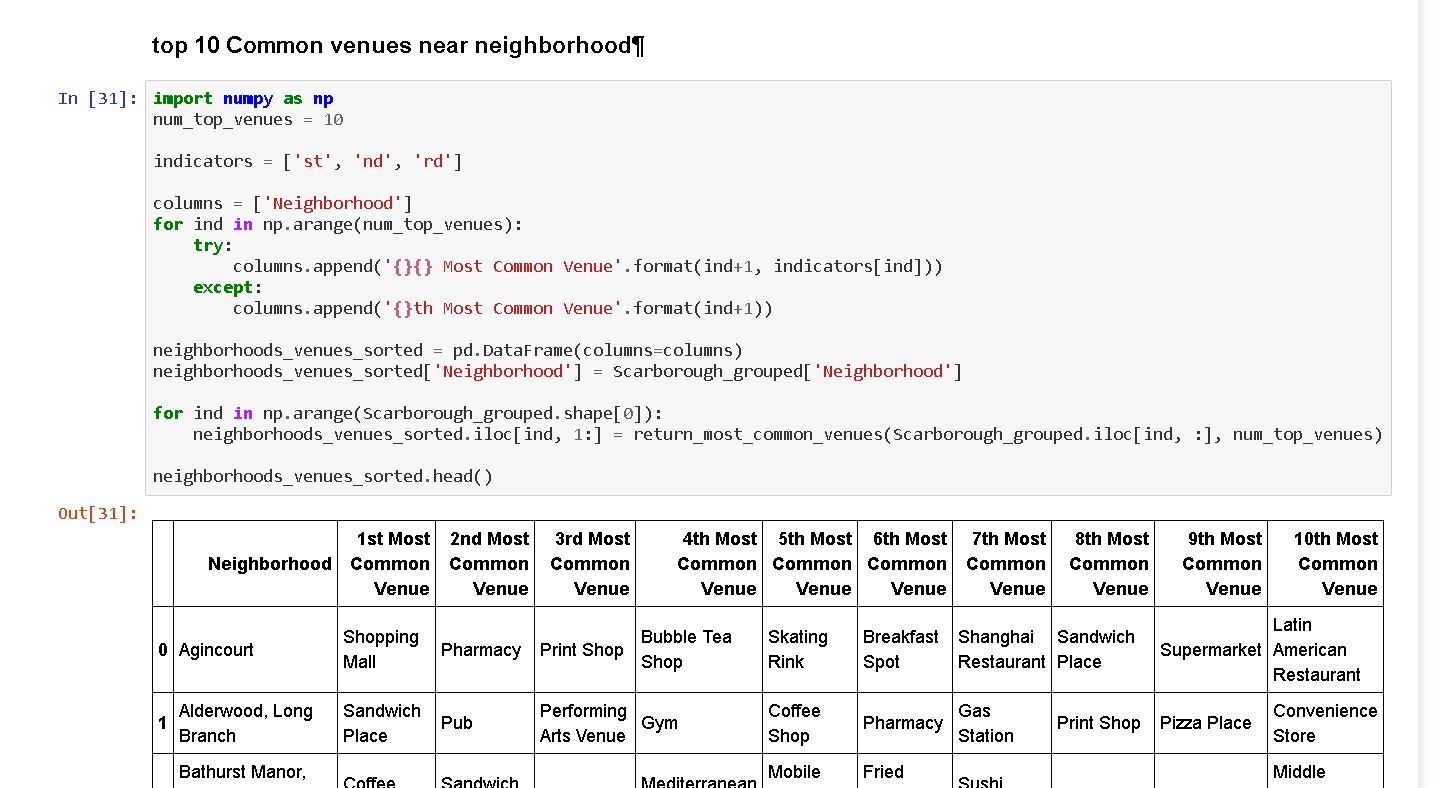 top 10 Common venues near neighborhood¶
In [31]:
import numpy as np
num_top_venues = 10
indicators = ['st', 'nd', 'rd']
columns = ['Neighborhood']
for ind in np.arange(num_top_venues):
    try:
        columns.append('{}{} Most Common Venue'.format(ind+1, indicators[ind]))
    except:
        columns.append('{}th Most Common Venue'.format(ind+1))
neighborhoods_venues_sorted = pd.DataFrame(columns=columns)
neighborhoods_venues_sorted['Neighborhood'] = Scarborough_grouped['Neighborhood']
for ind in np.arange(Scarborough_grouped.shape[0]):
    neighborhoods_venues_sorted.iloc[ind, 1:] = return_most_common_venues(Scarborough_grouped.iloc[ind, :], num_top_venues)
neighborhoods_venues_sorted.head()
Out[31]:
Neighborhood
1st Most
Common
Venue
2nd Most
Common
Venue
3rd Most
Common
Venue
4th Most
Common
Venue
5th Most
Common
Venue
6th Most
Common
Venue
7th Most
Common
Venue
8th Most
Common
Venue
9th Most
Common
Venue
10th Most
Common
Venue
0
Agincourt
Shopping
Mall
Pharmacy
Print Shop
Bubble Tea
Shop
Skating
Rink
Breakfast
Spot
Shanghai
Restaurant
Sandwich
Place
Supermarket
Latin
American
Restaurant
1
Alderwood, Long
Branch
Sandwich
Place
Pub
Performing
Arts Venue
Gym
Coffee
Shop
Pharmacy
Gas
Station
Print Shop
Pizza Place
Convenience
Store
Bathurst Manor,
Coffee
Sandwich
Mediterranean
Mobile
Fried
Sushi
Middle